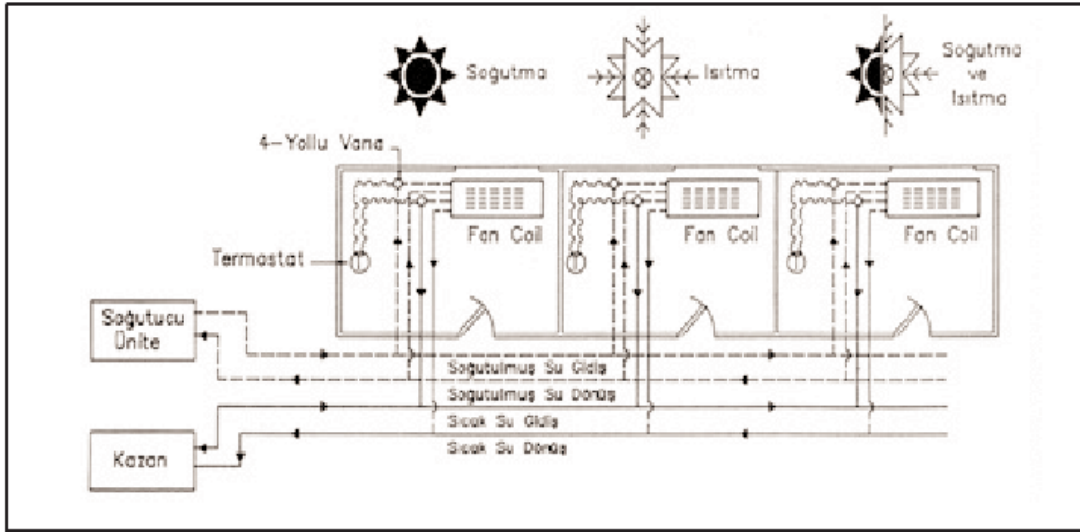 Soğutma
Isıtma
Soğutma
ve
Isıtma
4-Yollu Vana
Fan Coil
Fan Coil
Fan Coil
Termostat
Soğutucu
Ünite
Soğutulmuş Su Gidiş
Soğutulmuş Su Dönüş
Sıcak Su Gidiş
Sıcak Su Dönüş
Kazan